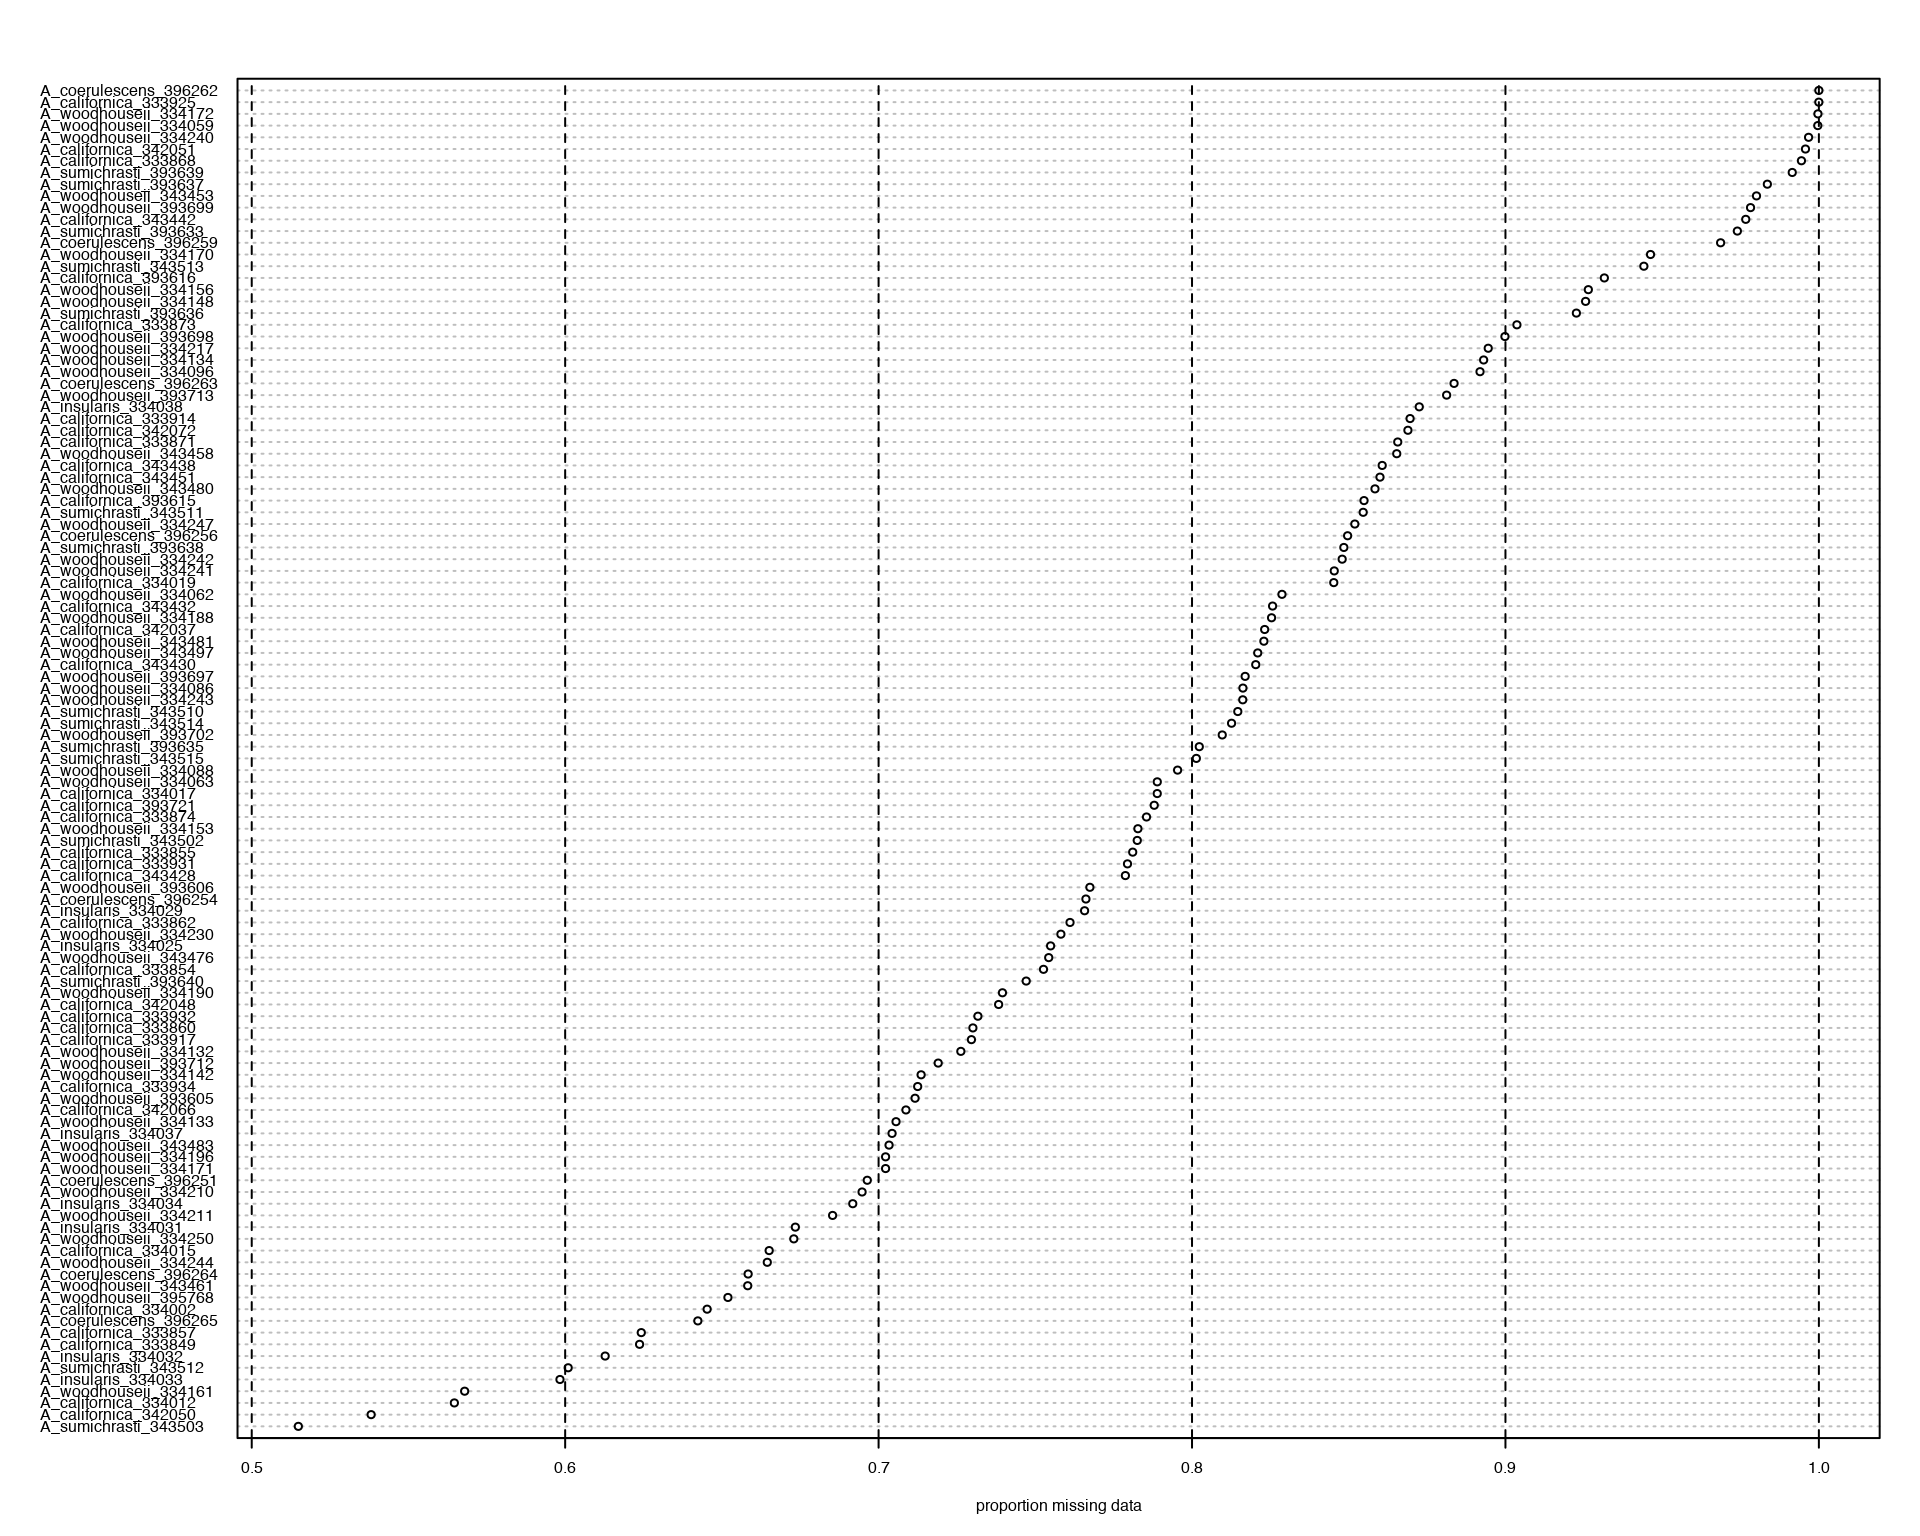 A_coerulescens_396262
A_californica_333925
A_woodhouseii_334172
A_woodhouseii_334059
A_woodhouseii_334240
A_californica_342051
A_californica_333868
A_sumichrasti_393639
A_sumichrasti_393637
A_woodhouseii_343453
A_woodhouseii_393699
A_californica_343442
A_sumichrasti_393633
A_coerulescens_396259
A_woodhouseii_334170
A_sumichrasti_343513
A_californica_393616
A_woodhouseii_334156
A_woodhouseii_334148
A_sumichrasti_393636
A_californica_333873
A_woodhouseii_393698
A_woodhouseii_334217
A_woodhouseii_334134
A_woodhouseii_334096
A_coerulescens_396263
A_woodhouseii_393713
A_insularis_334038
A_californica_333914
A_californica_342072
A_californica_333871
A_woodhouseii_343458
A_californica_343438
A_californica_343451
A_woodhouseii_343480
A_californica_393615
A_sumichrasti_343511
A_woodhouseii_334247
A_coerulescens_396256
A_sumichrasti_393638
A_woodhouseii_334242
A_woodhouseii_334241
A_californica_334019
A_woodhouseii_334062
A_californica_343432
A_woodhouseii_334188
A_californica_342037
A_woodhouseii_343481
A_woodhouseii_343497
A_californica_343430
A_woodhouseii_393697
A_woodhouseii_334086
A_woodhouseii_334243
A_sumichrasti_343510
A_sumichrasti_343514
A_woodhouseii_393702
A_sumichrasti_393635
A_sumichrasti_343515
A_woodhouseii_334088
A_woodhouseii_334063
A_californica_334017
A_californica_393721
A_californica_333874
A_woodhouseii_334153
A_sumichrasti_343502
A_californica_333855
A_californica_333931
A_californica_343428
A_woodhouseii_393606
A_coerulescens_396254
A_insularis_334029
A_californica_333862
A_woodhouseii_334230
A_insularis_334025
A_woodhouseii_343476
A_californica_333854
A_sumichrasti_393640
A_woodhouseii_334190
A_californica_342048
A_californica_333932
A_californica_333860
A_californica_333917
A_woodhouseii_334132
A_woodhouseii_393712
A_woodhouseii_334142
A_californica_333934
A_woodhouseii_393605
A_californica_342066
A_woodhouseii_334133
A_insularis_334037
A_woodhouseii_343483
A_woodhouseii_334196
A_woodhouseii_334171
A_coerulescens_396251
A_woodhouseii_334210
A_insularis_334034
A_woodhouseii_334211
A_insularis_334031
A_woodhouseii_334250
A_californica_334015
A_woodhouseii_334244
A_coerulescens_396264
A_woodhouseii_343461
A_woodhouseii_395768
A_californica_334002
A_coerulescens_396265
A_californica_333857
A_californica_333849
A_insularis_334032
A_sumichrasti_343512
A_insularis_334033
A_woodhouseii_334161
A_californica_334012
A_californica_342050
A_sumichrasti_343503
0.5 0.6 0.7 0.8 0.9 1.0
proportion missing data